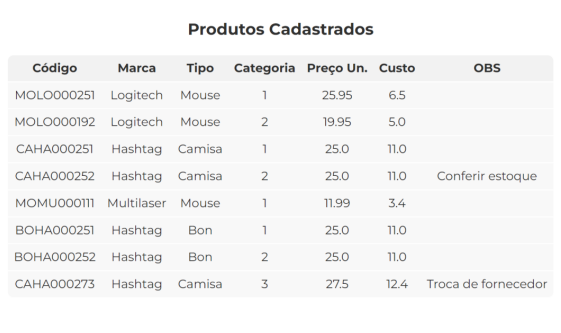 Produtos Cadastrados
Código Marca Tipo Categoria Preço Un. Custo OBS
MOLO000251 Logitech Mouse 1 25.95 6.5
MOLO000192 Logitech Mouse 2 19.95 5.0
CAHA000251 Hashtag Camisa 1 25.0 11.0
CAHA000252 Hashtag Camisa 2 25.0 11.0 Conferir estoque
MOMU000111 Multilaser Mouse 1 11.99 3.4
BOHA000251 Hashtag Bon 1 25.0 11.0
BOHA000252 Hashtag Bon 2 25.0 11.0
CAHA000273 Hashtag Camisa 3 27.5 12.4 Troca de fornecedor